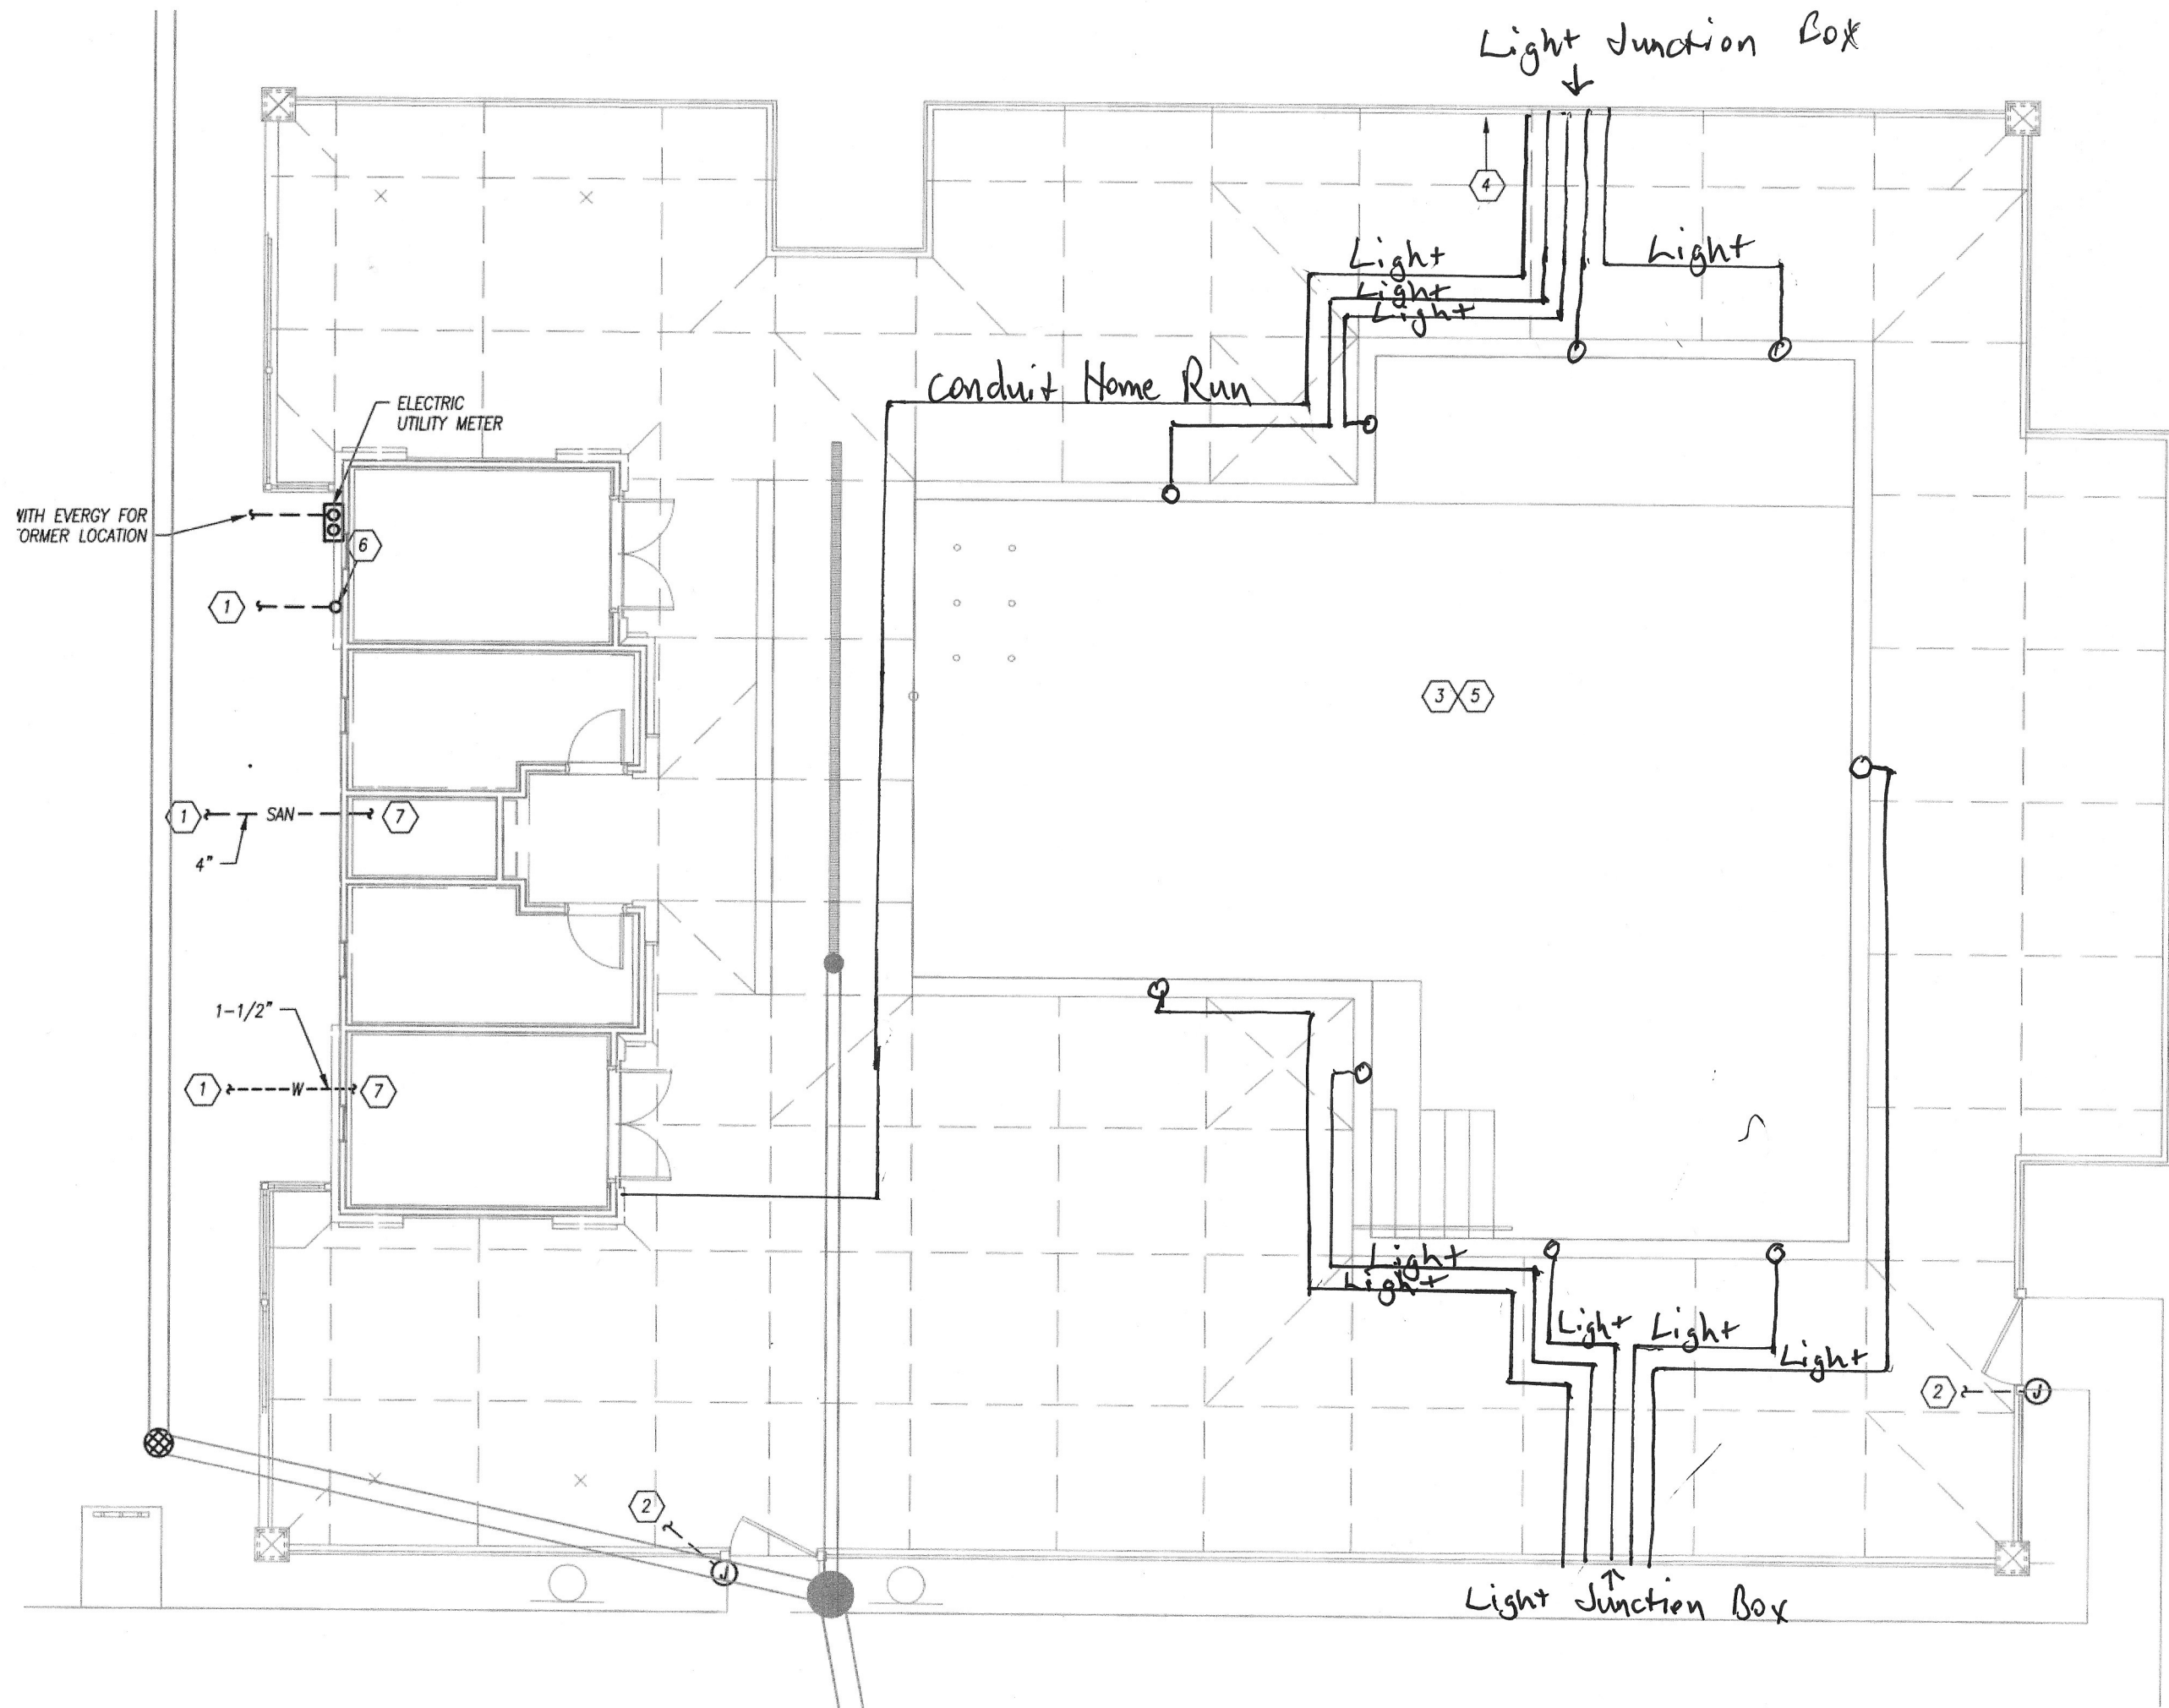 Light Junction Box
4
Light
Light
Light
Light
Conduit Home Run
ELECTRIC
UTILITY METER
WITH EVERGY FOR
ORMER LOCATION
6
1
3
5
1
SAN
7
4"
1-1/2"
1
W
7
Light
Light
Light
Light
Light
2
J
2
J
Light Junction Box